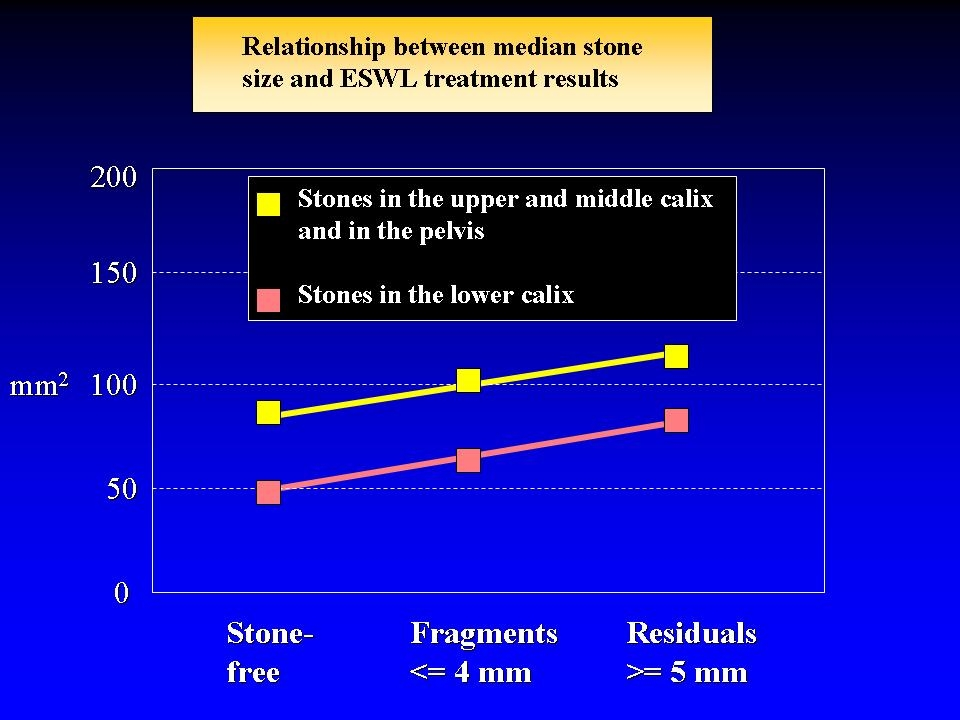 Relationship between median stone
size and ESWL treatment results
200
Stones in the upper and middle calix
and in the pelvis
150
Stones in the lower calix
mm² 100
50
0
Stone-
free
Fragments
<= 4 mm
Residuals
>= 5 mm